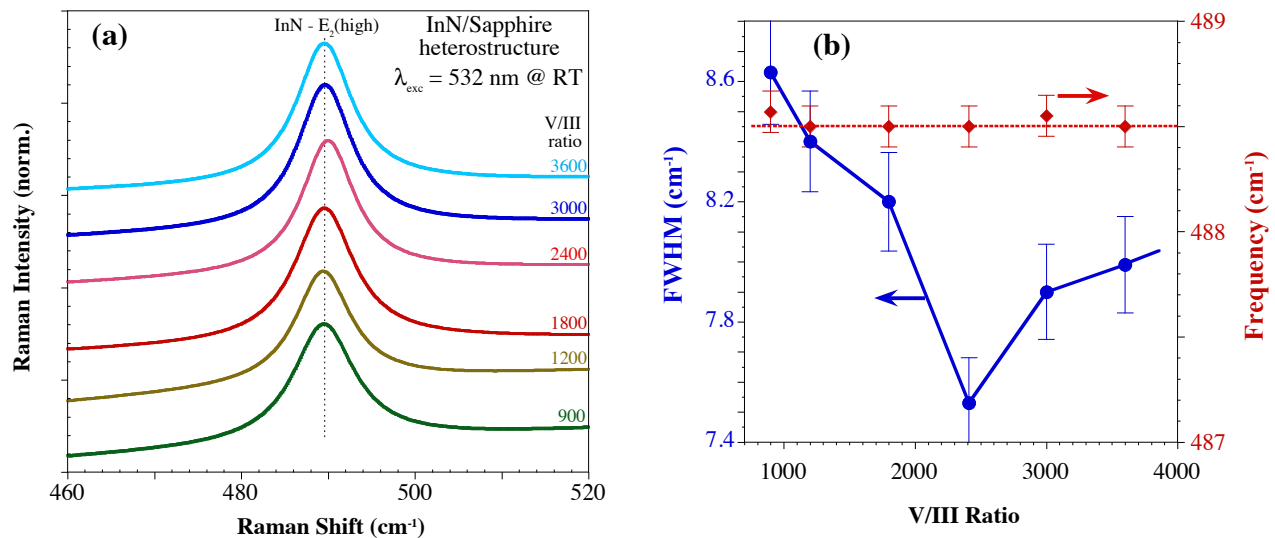 (a)
InN - E₂(high)
InN/Sapphire
heterostructure
λexc = 532 nm @ RT
V/III
ratio
3600
3000
2400
1800
1200
900
Raman Intensity (norm.)
460 480 500 520
Raman Shift (cm⁻¹)
(b)
FWHM (cm⁻¹)
8.6
8.2
7.8
7.4
489
488
487
Frequency (cm⁻¹)
1000 2000 3000 4000
V/III Ratio